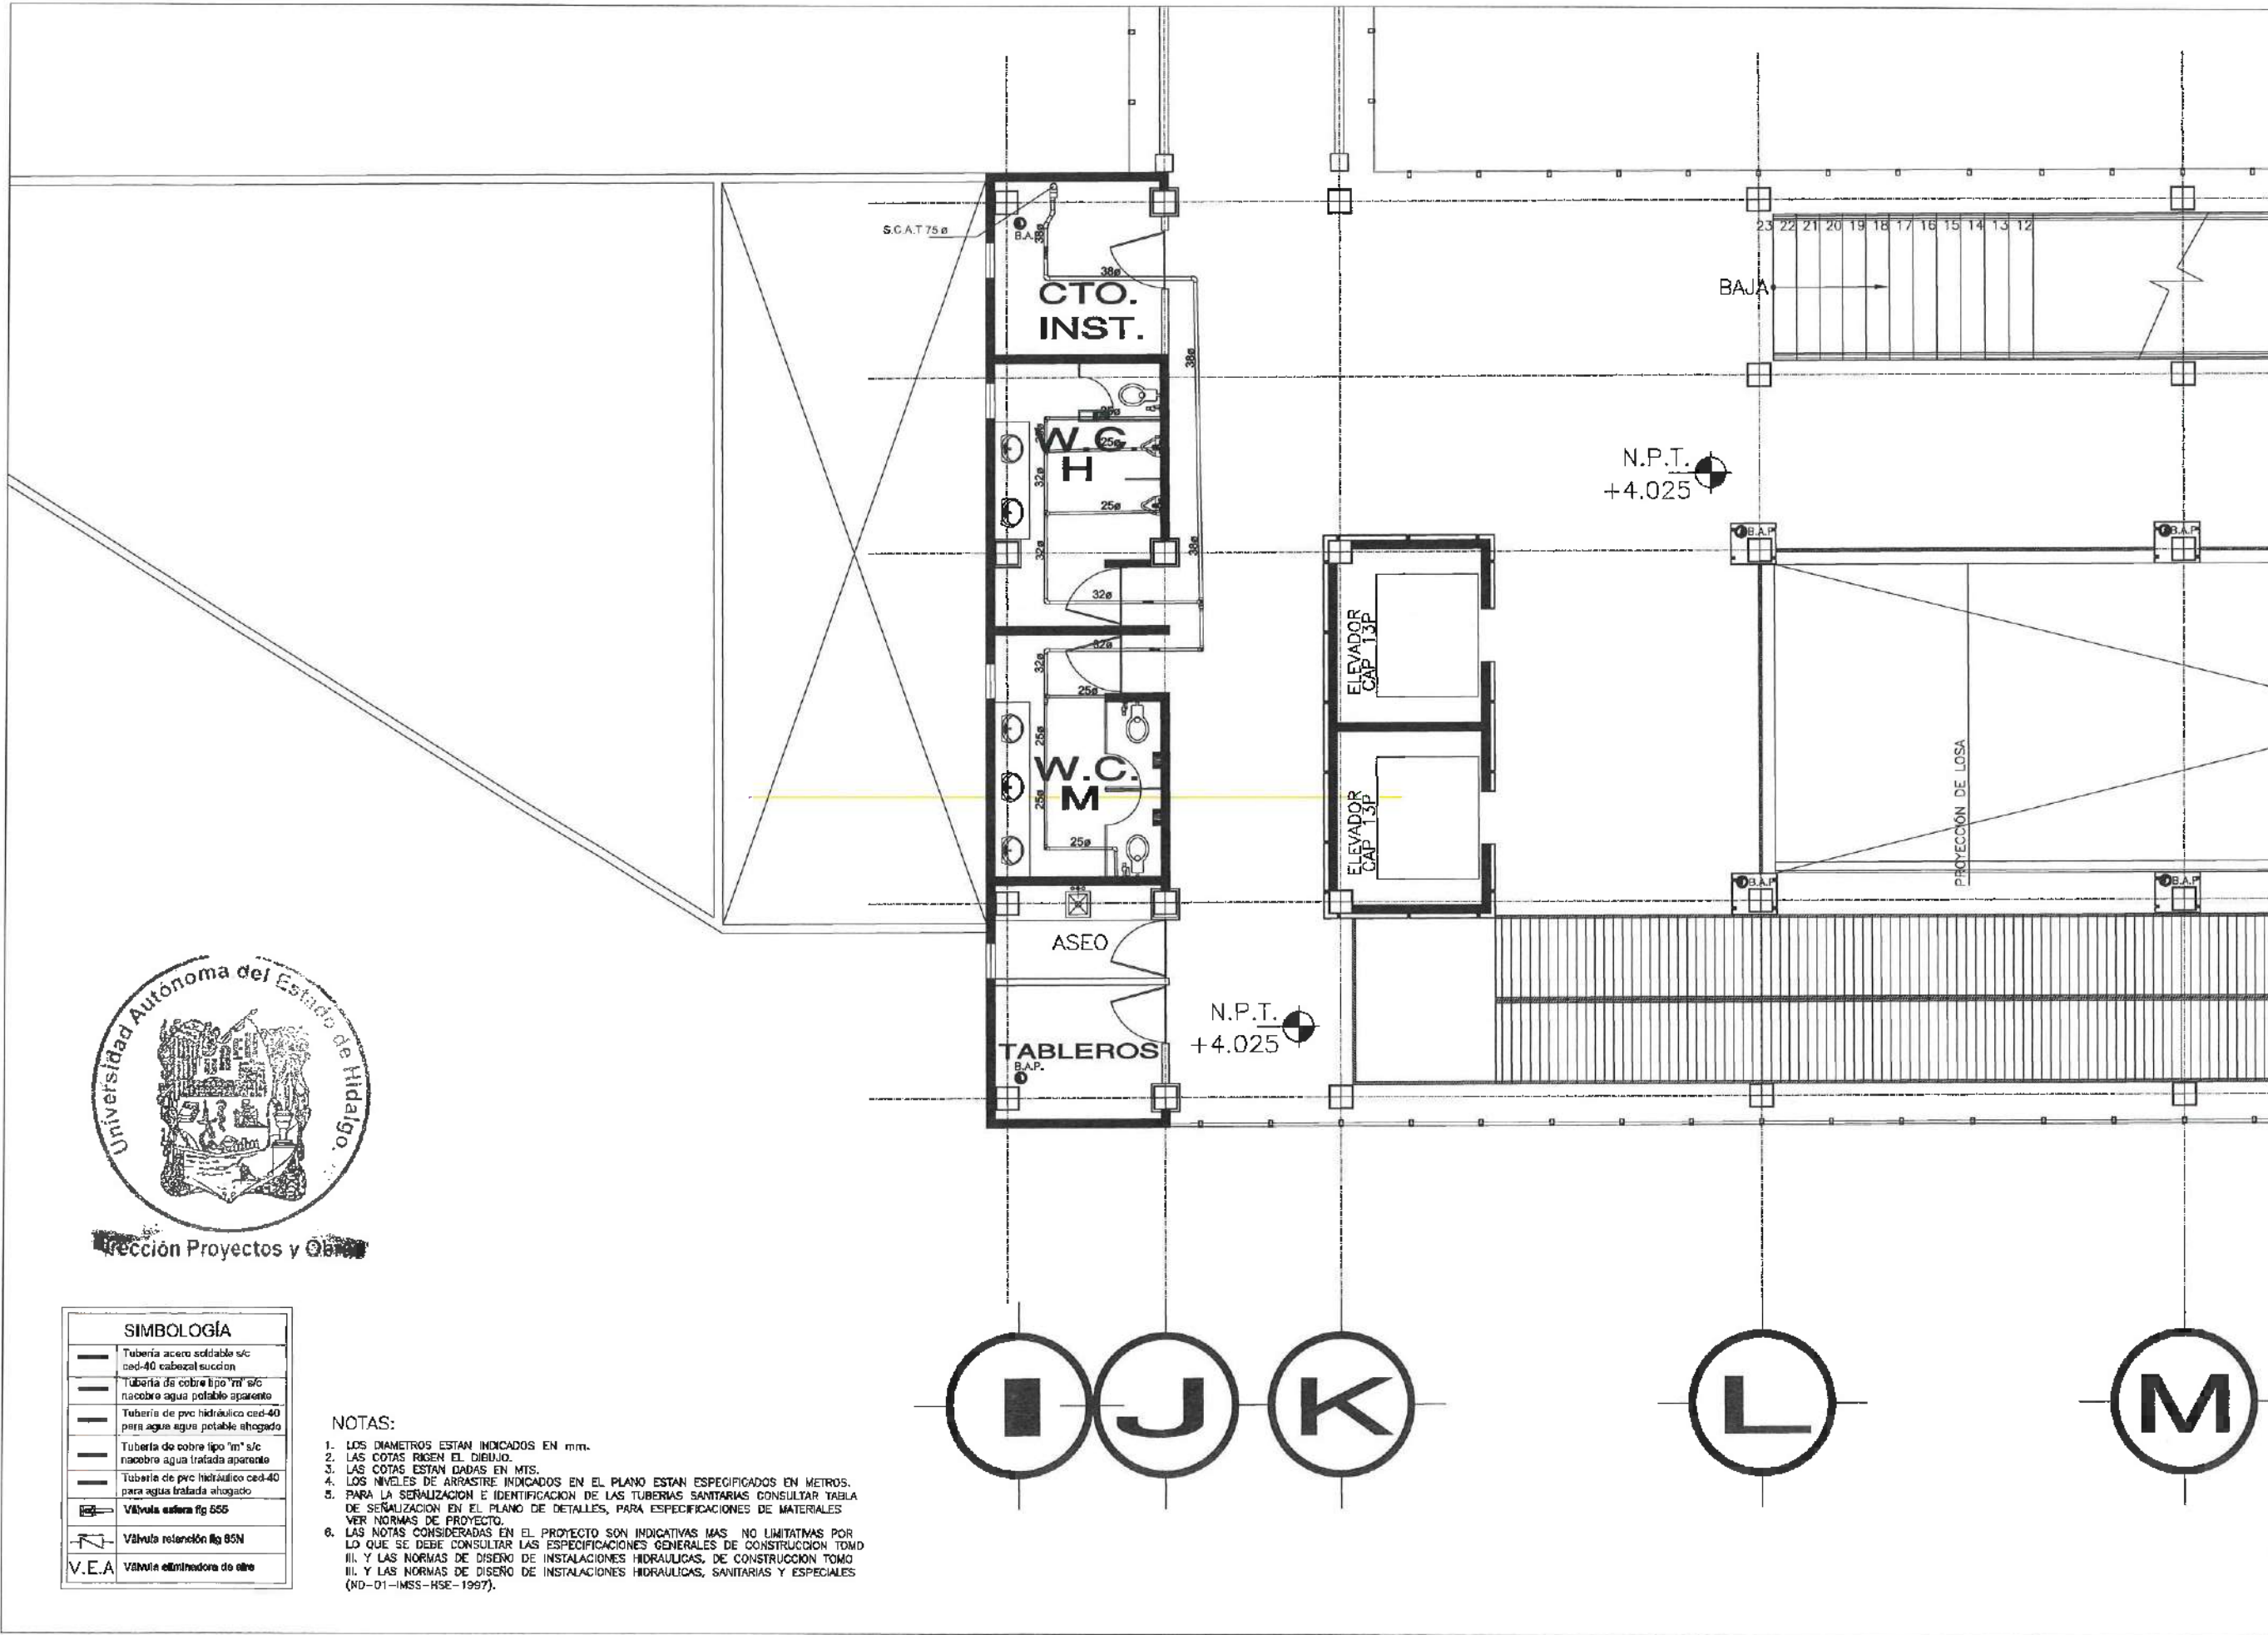 S.C.A.T 75ø
B.A.
38ø
38ø
CTO.
INST.
38ø
25ø
W.C
H
25ø
32ø
25ø
32ø
38ø
32ø
32ø
32ø
25ø
25ø
W.C.
M
25ø
25ø
ASEO
TABLEROS
B.A.P.
23 22 21 20 19 18 17 16 15 14 13 12
BAJA
N.P.T.
+4.025
B.A.P
B.A.P
ELEVADOR
CAP 13P
ELEVADOR
CAP 13P
PROYECCIÓN DE LOSA
B.A.P
B.A.P
N.P.T.
+4.025
Universidad Autónoma del Estado de Hidalgo.
Proyectos y
I
J
K
L
M
SIMBOLOGÍA
Tubería acero soldable s/c
ced-40 cabezal succion
Tubería de cobre tipo "m" s/c
nacobre agua potable aparente
Tubería de pvc hidráulica ced-40
para agua agua potable ahogado
Tubería de cobre tipo "m" s/c
nacobre agua tratada aparente
Tubería de pvc hidráulico ced-40
para agua tratada ahogado
Válvula esfera fig 555
Válvula retención fig 85N
V.E.A Válvula eliminadora de aire
NOTAS:
1. LOS DIAMETROS ESTAN INDICADOS EN mm.
2. LAS COTAS RIGEN EL DIBUJO.
3. LAS COTAS ESTAN DADAS EN MTS.
4. LOS NIVELES DE ARRASTRE INDICADOS EN EL PLANO ESTAN ESPECIFICADOS EN METROS.
5. PARA LA SEÑALIZACION E IDENTIFICACION DE LAS TUBERIAS SANITARIAS CONSULTAR TABLA
DE SEÑALIZACION EN EL PLANO DE DETALLES, PARA ESPECIFICACIONES DE MATERIALES
VER NORMAS DE PROYECTO.
6. LAS NOTAS CONSIDERADAS EN EL PROYECTO SON INDICATIVAS MAS NO LIMITATIVAS POR
LO QUE SE DEBE CONSULTAR LAS ESPECIFICACIONES GENERALES DE CONSTRUCCION TOMO
III. Y LAS NORMAS DE DISEÑO DE INSTALACIONES HIDRAULICAS, DE CONSTRUCCION TOMO
III. Y LAS NORMAS DE DISEÑO DE INSTALACIONES HIDRAULICAS, SANITARIAS Y ESPECIALES
(ND-01-IMSS-HSE-1997).